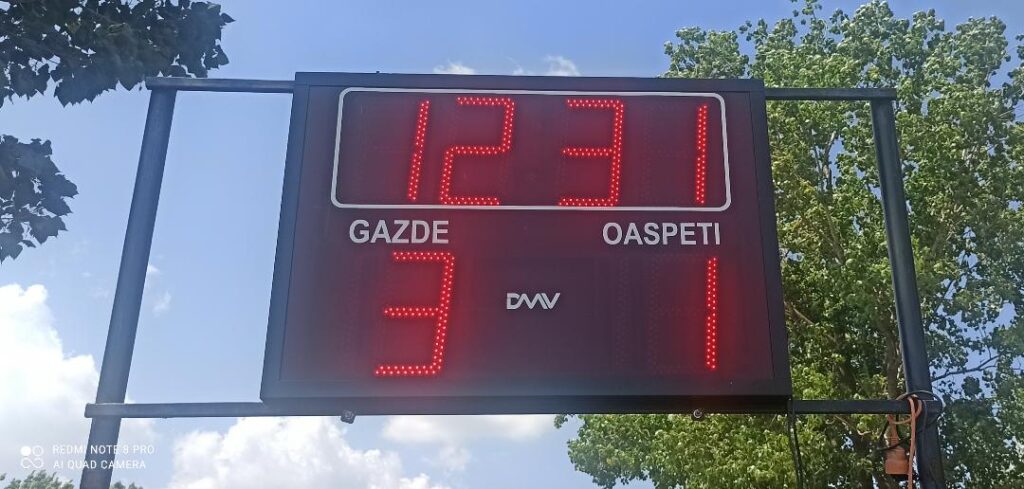 12 31
GAZDE OASPETI
3 DMV 1
REDMI NOTE 8 PRO
AI QUAD CAMERA